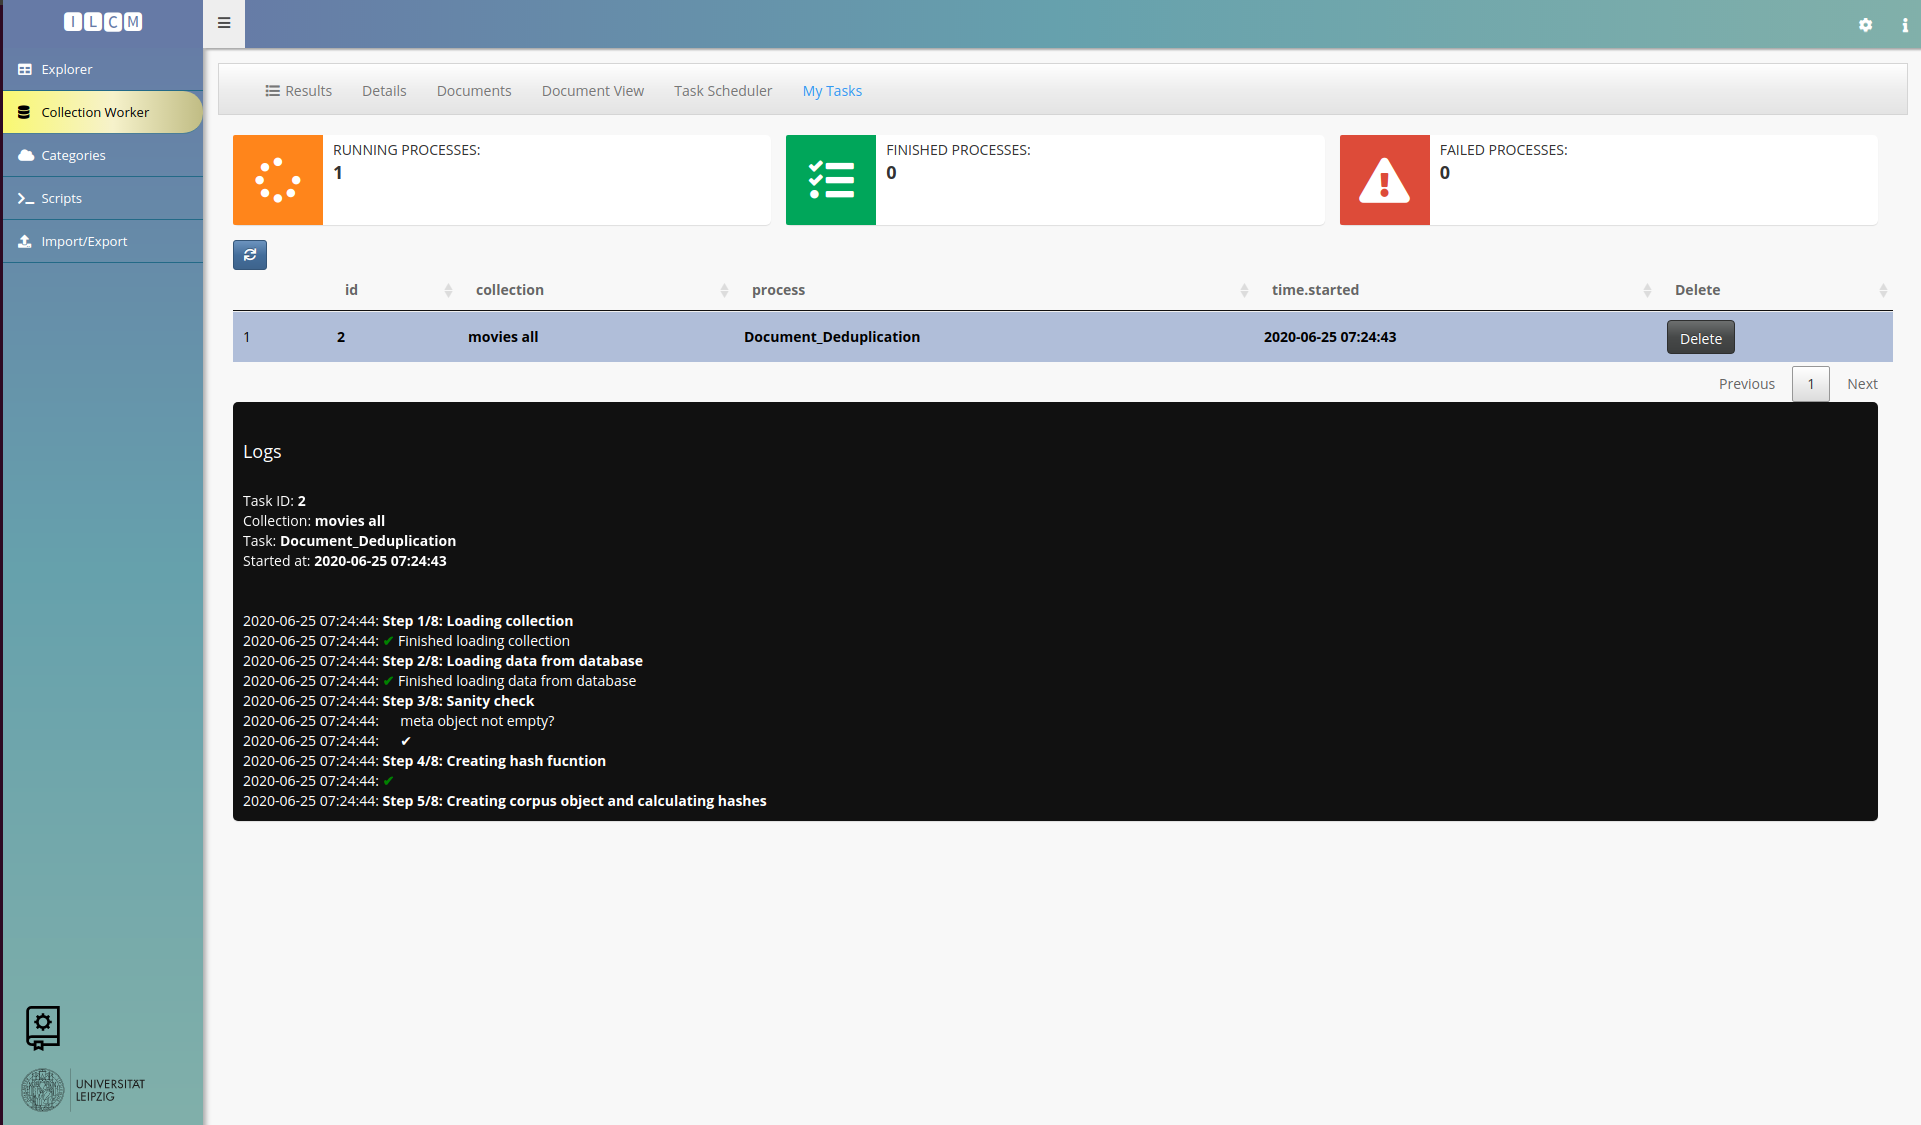 ILCM
Explorer
Collection Worker
Categories
Scripts
Import/Export
Results Details Documents Document View Task Scheduler My Tasks
RUNNING PROCESSES:
1
FINISHED PROCESSES:
0
FAILED PROCESSES:
0
id collection process time.started Delete
1 2 movies all Document_Deduplication 2020-06-25 07:24:43 Delete
Previous 1 Next
Logs
Task ID: 2
Collection: movies all
Task: Document_Deduplication
Started at: 2020-06-25 07:24:43
2020-06-25 07:24:44: Step 1/8: Loading collection
2020-06-25 07:24:44: ✔ Finished loading collection
2020-06-25 07:24:44: Step 2/8: Loading data from database
2020-06-25 07:24:44: ✔ Finished loading data from database
2020-06-25 07:24:44: Step 3/8: Sanity check
2020-06-25 07:24:44: meta object not empty?
2020-06-25 07:24:44: ✔
2020-06-25 07:24:44: Step 4/8: Creating hash fucntion
2020-06-25 07:24:44: ✔
2020-06-25 07:24:44: Step 5/8: Creating corpus object and calculating hashes
UNIVERSITÄT
LEIPZIG